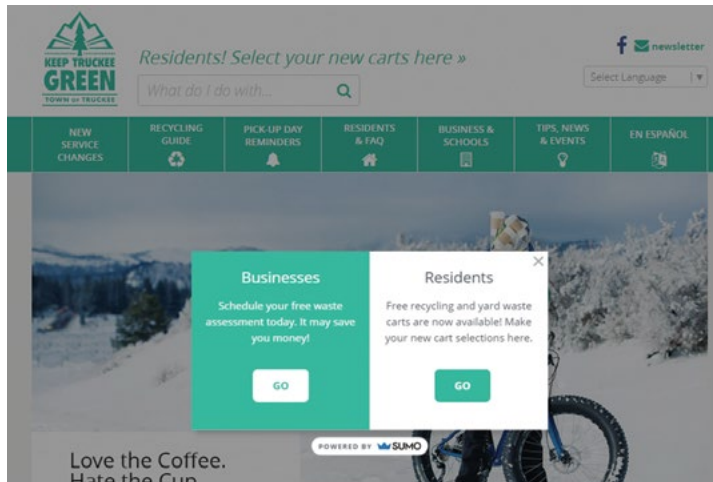 KEEP TRUCKEE
GREEN
TOWN OF TRUCKEE
Residents! Select your new carts here »
What do I do with...
newsletter
Select Language
NEW
SERVICE
CHANGES
RECYCLING
GUIDE
PICK-UP DAY
REMINDERS
RESIDENTS
& FAQ
BUSINESS &
SCHOOLS
TIPS, NEWS
& EVENTS
EN ESPAÑOL
Businesses
Schedule your free waste
assessment today. It may save
you money!
GO
Residents
Free recycling and yard waste
carts are now available! Make
your new cart selections here.
GO
POWERED BY SUMO
Love the Coffee.
Hate the Cup